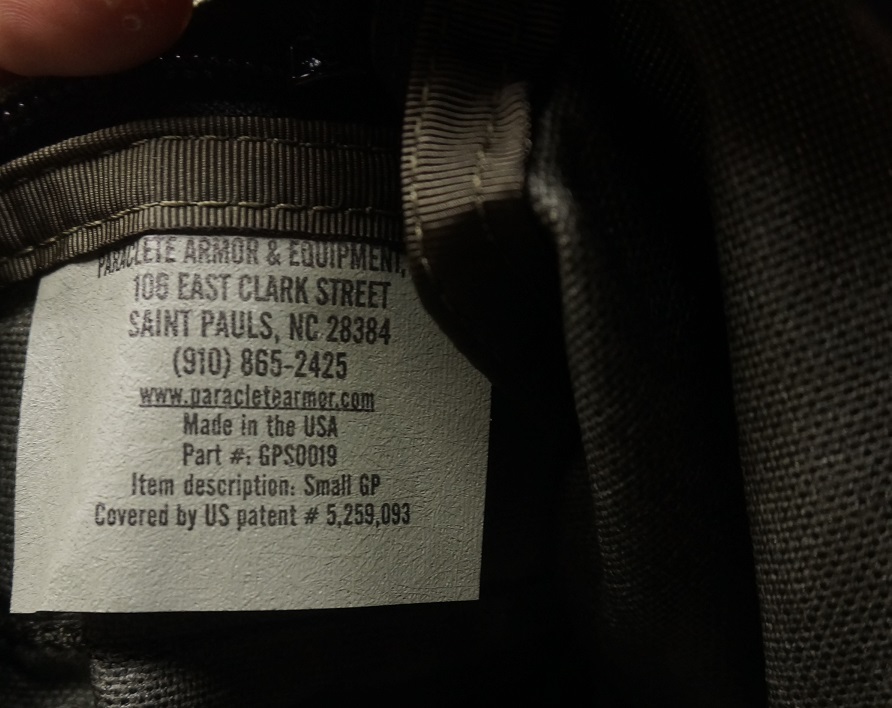 PARACLETE ARMOR & EQUIPMENT,
106 EAST CLARK STREET
SAINT PAULS, NC 28384
(910) 865-2425
www.paracletearmor.com
Made in the USA
Part #: GPS0019
Item description: Small GP
Covered by US patent # 5,259,093